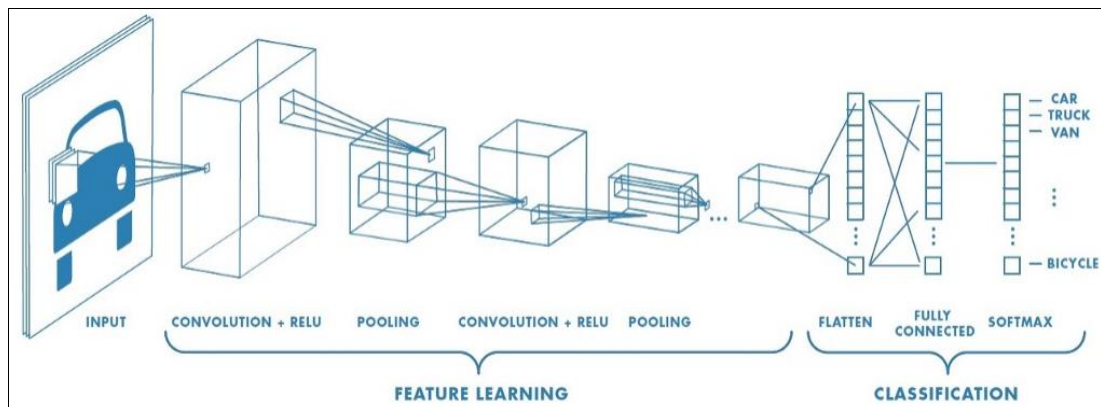 CAR
TRUCK
VAN
BICYCLE
INPUT
CONVOLUTION + RELU
POOLING
CONVOLUTION + RELU
POOLING
FLATTEN
FULLY
CONNECTED
SOFTMAX
FEATURE LEARNING
CLASSIFICATION